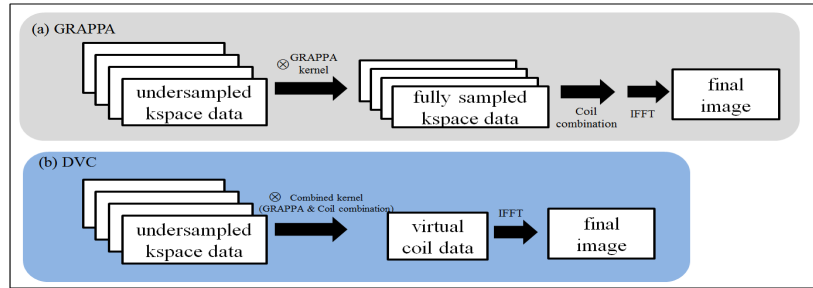 (a) GRAPPA
⊗ GRAPPA
kernel
undersampled
kspace data
fully sampled
kspace data
Coil
combination
IFFT
final
image
(b) DVC
⊗ Combined kernel
(GRAPPA & Coil combination)
undersampled
kspace data
virtual
coil data
IFFT
final
image